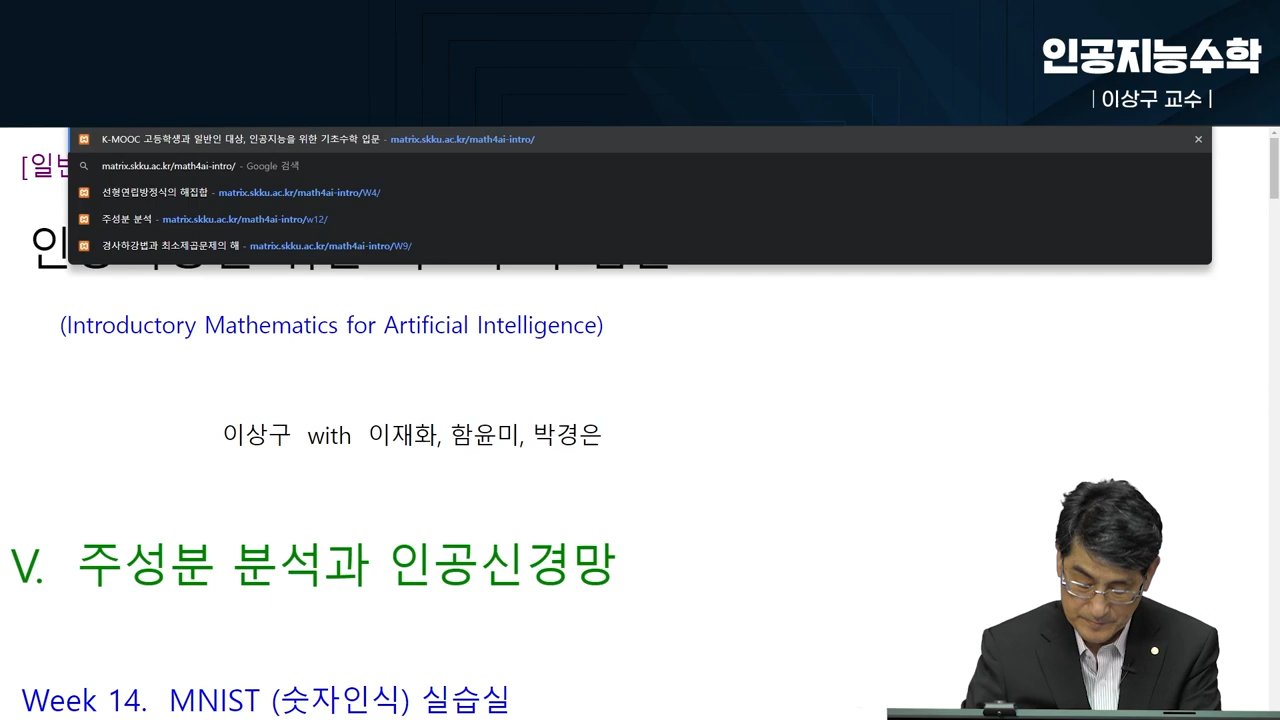 인공지능수학
| 이상구 교수 |
K-MOOC 고등학생과 일반인 대상, 인공지능을 위한 기초수학 입문 - matrix.skku.ac.kr/math4ai-intro/
[일반
matrix.skku.ac.kr/math4ai-intro/ - Google 검색
선형연립방정식의 해집합 - matrix.skku.ac.kr/math4ai-intro/W4/
주성분 분석 - matrix.skku.ac.kr/math4ai-intro/w12/
인
경사하강법과 최소제곱문제의 해 - matrix.skku.ac.kr/math4ai-intro/W9/
(Introductory Mathematics for Artificial Intelligence)
이상구 with 이재화, 함윤미, 박경은
V. 주성분 분석과 인공신경망
Week 14. MNIST (숫자인식) 실습실